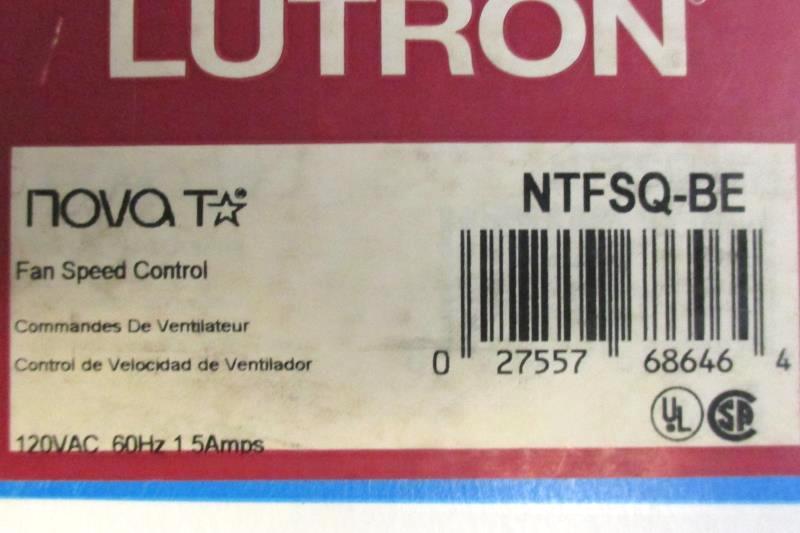 LUTRON
nova T☆®
NTFSQ-BE
Fan Speed Control
Commandes De Ventilateur
Control de Velocidad de Ventilador
0 27557 68646 4
UL SA
120VAC 60Hz 1.5Amps